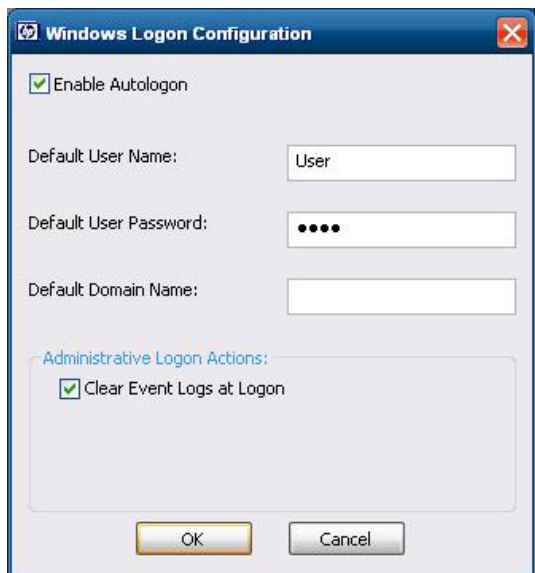 Windows Logon Configuration
Enable Autologon
Default User Name:
User
Default User Password:
••••
Default Domain Name:
Administrative Logon Actions:
Clear Event Logs at Logon
OK
Cancel